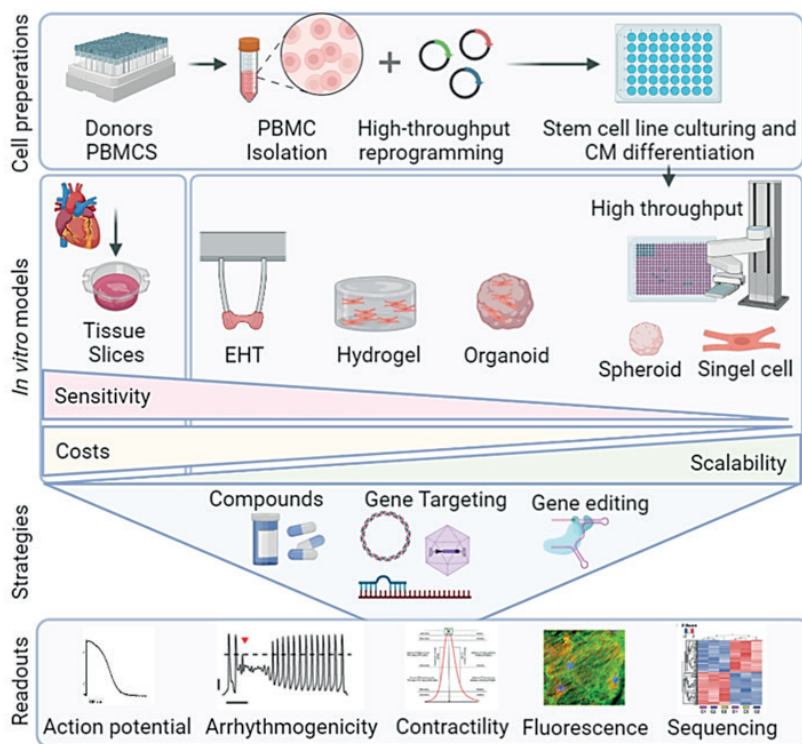 Cell preperations
Donors
PBMCS
PBMC
Isolation
High-throughput
reprogramming
Stem cell line culturing and
CM differentiation
In vitro models
High throughput
Tissue
Slices
EHT
Hydrogel
Organoid
Spheroid
Singel cell
Sensitivity
Costs
Scalability
Strategies
Compounds
Gene Targeting
Gene editing
Readouts
Action potential
Arrhythmogenicity
Contractility
Fluorescence
Sequencing